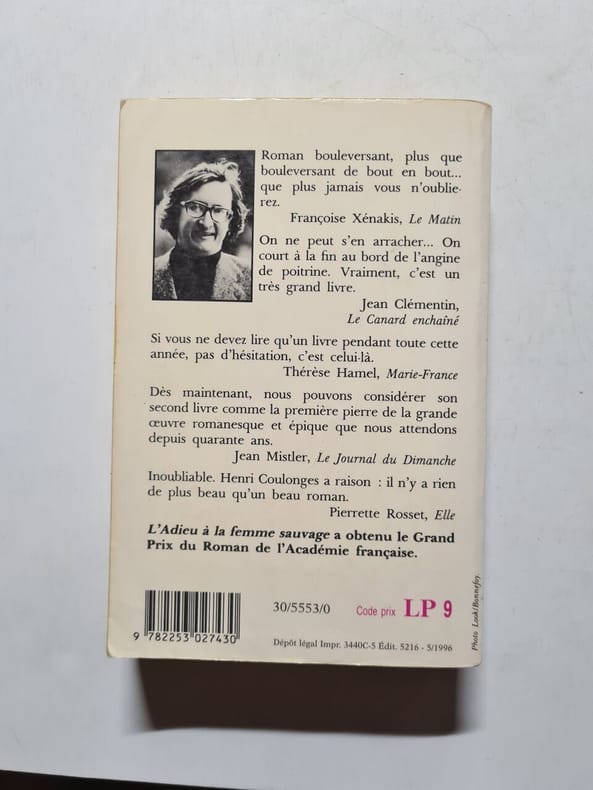 Roman bouleversant, plus que
bouleversant de bout en bout...
que plus jamais vous n'oublie-
rez.
Françoise Xénakis, Le Matin
On ne peut s'en arracher... On
court à la fin au bord de l'angine
de poitrine. Vraiment, c'est un
très grand livre.
Jean Clémentin,
Le Canard enchaîné
Si vous ne devez lire qu'un livre pendant toute cette
année, pas d'hésitation, c'est celui-là.
Thérèse Hamel, Marie-France
Dès maintenant, nous pouvons considérer son
second livre comme la première pierre de la grande
œuvre romanesque et épique que nous attendons
depuis quarante ans.
Jean Mistler, Le Journal du Dimanche
Inoubliable. Henri Coulonges a raison : il n'y a rien
de plus beau qu'un beau roman.
Pierrette Rosset, Elle
L'Adieu à la femme sauvage a obtenu le Grand
Prix du Roman de l'Académie française.
30/5553/0 Code prix LP 9
9 782253 027430
Dépôt légal Impr. 3440C-5 Édit. 5216 - 5/1996
Photo Look/Bonnefoy.